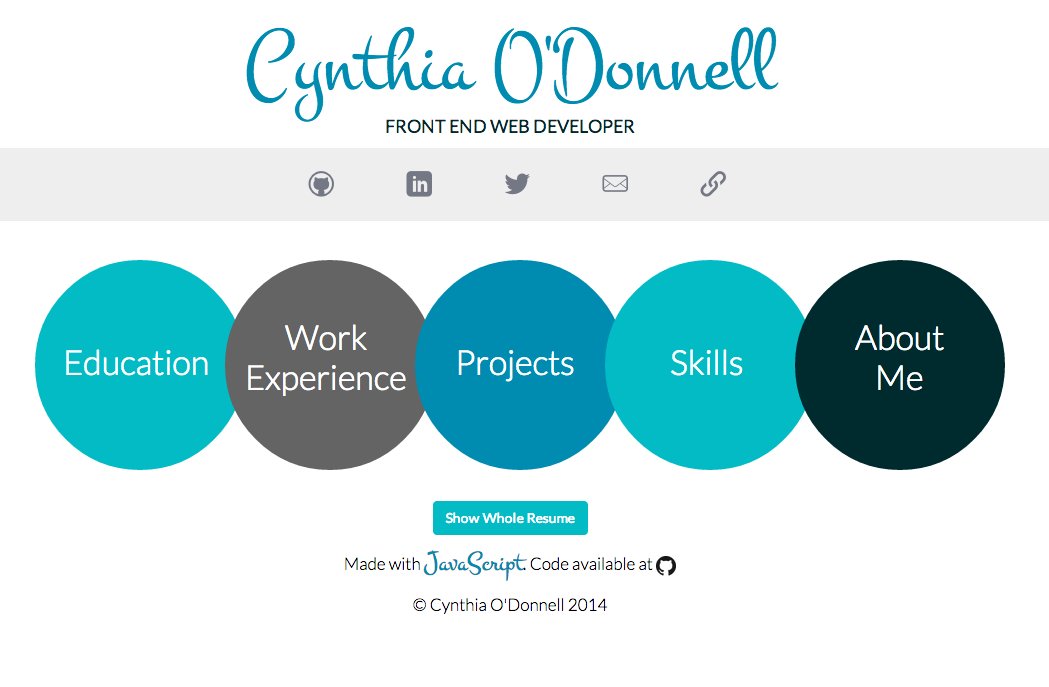 Cynthia O'Donnell
FRONT END WEB DEVELOPER
in
Education
Work
Experience
Projects
Skills
About
Me
Show Whole Resume
Made with JavaScript. Code available at
© Cynthia O'Donnell 2014